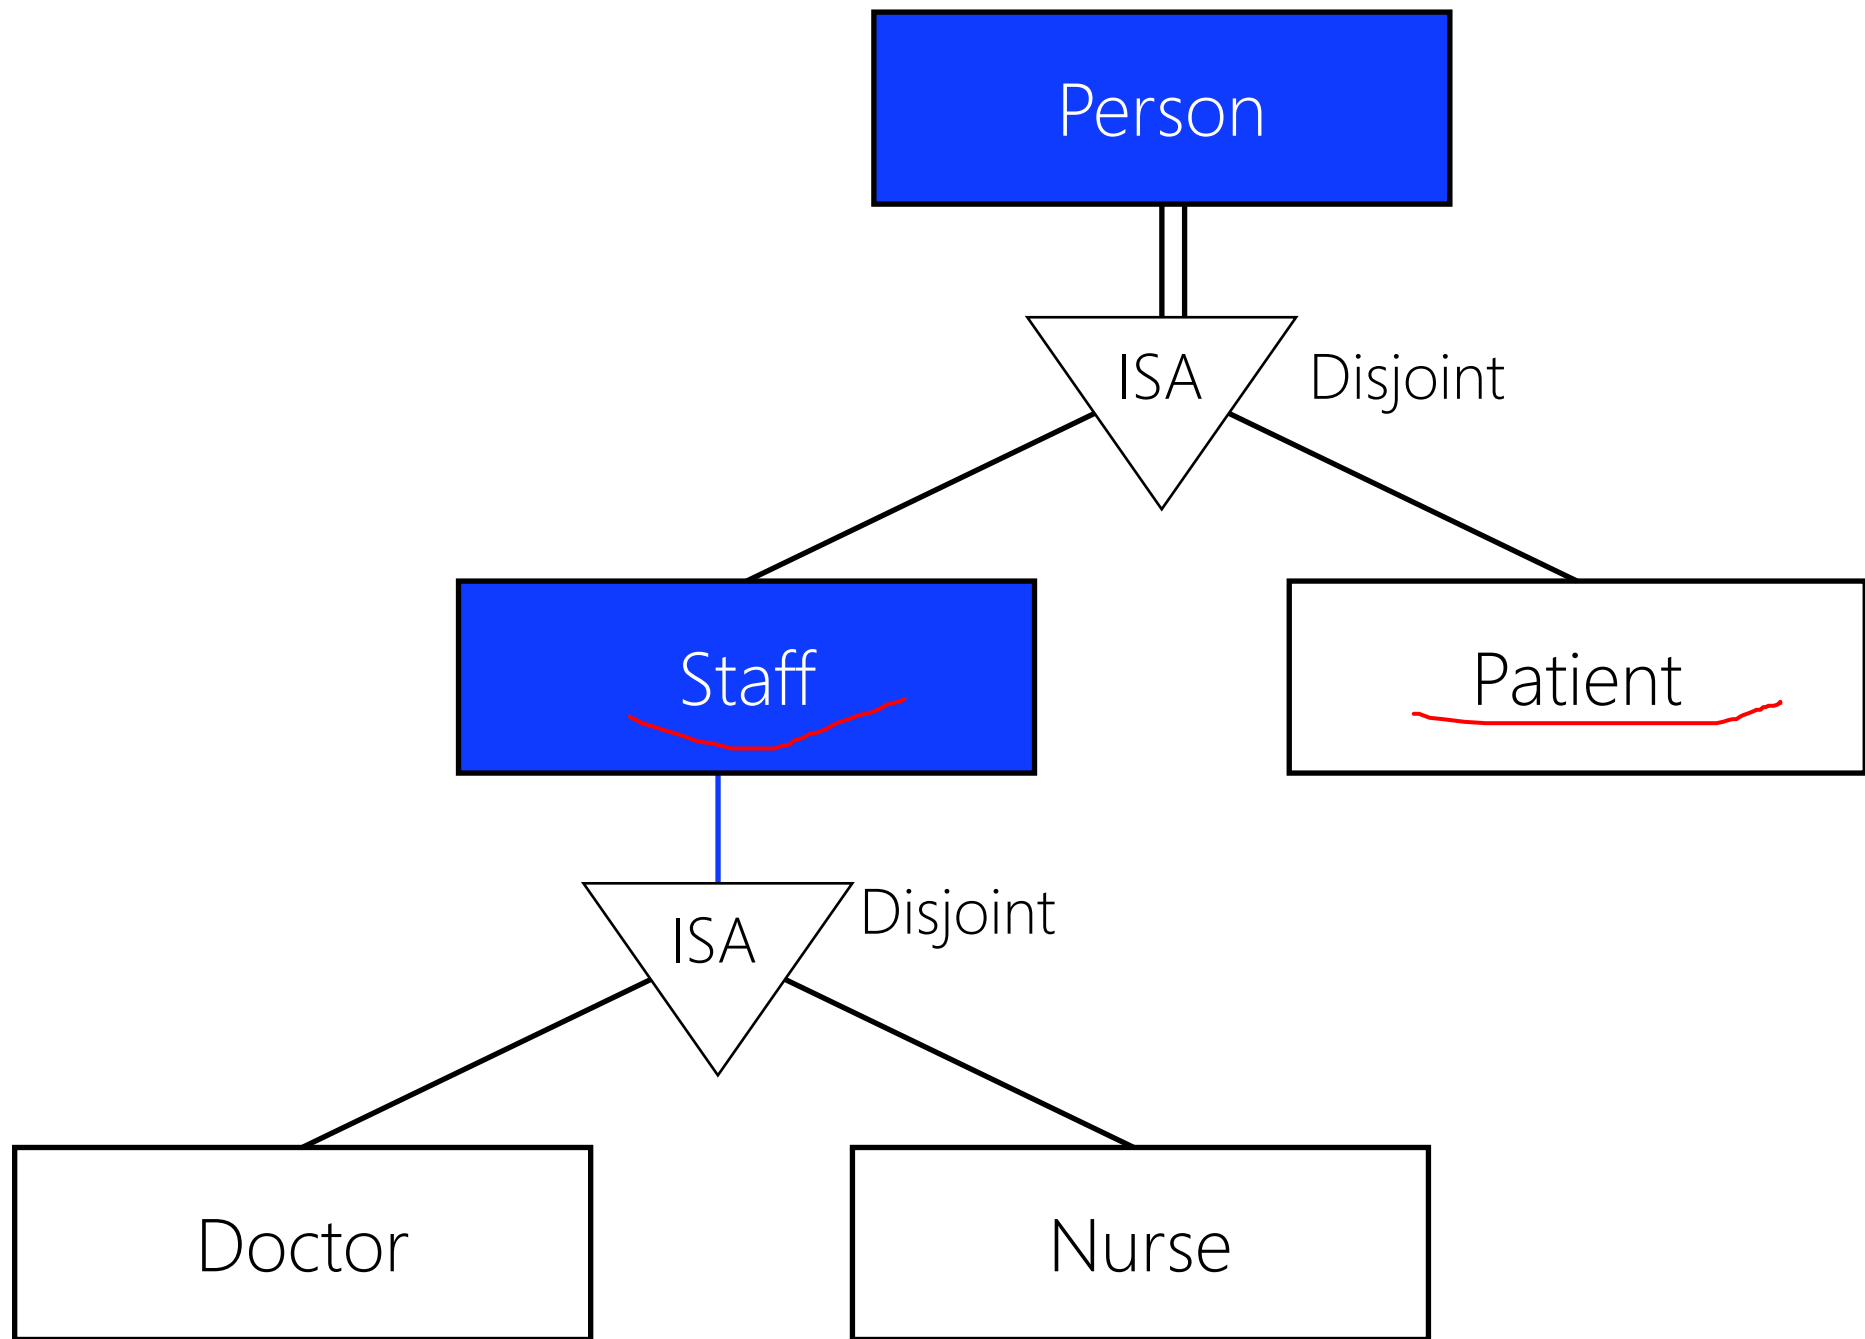 Person
ISA
Disjoint
Staff
Patient
ISA
Disjoint
Doctor
Nurse